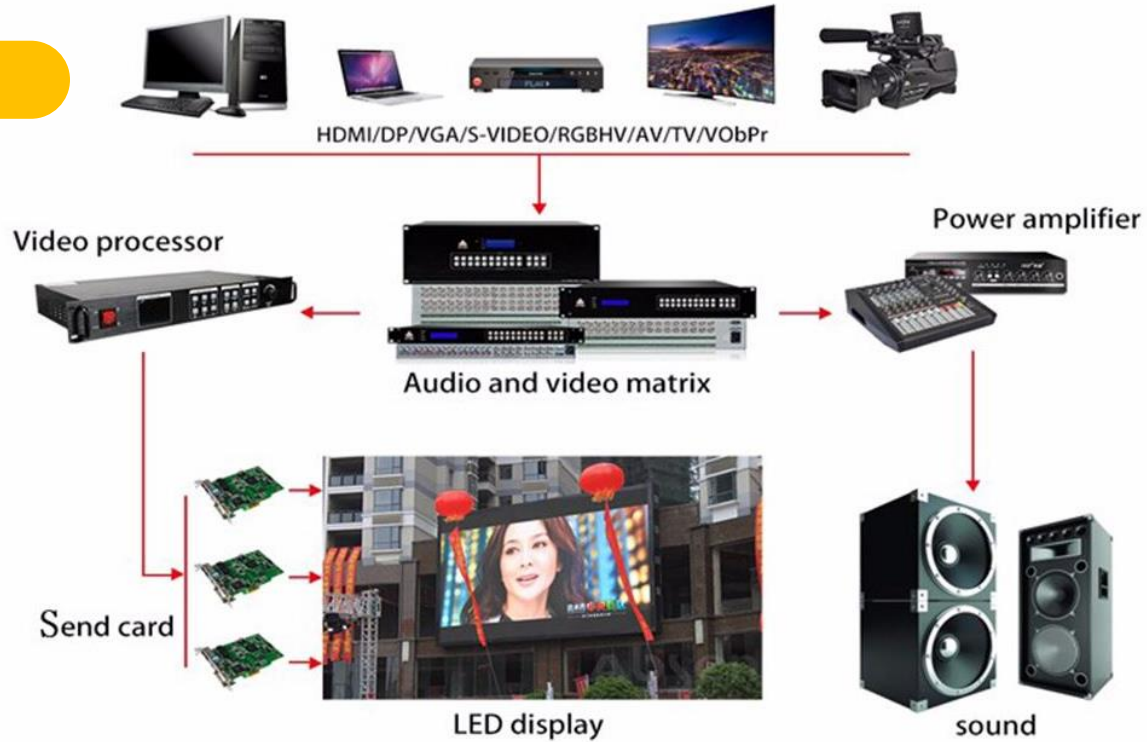 PLAY
HDMI/DP/VGA/S-VIDEO/RGBHV/AV/TV/VObPr
Video processor
Power amplifier
Audio and video matrix
Send card
LED display
sound